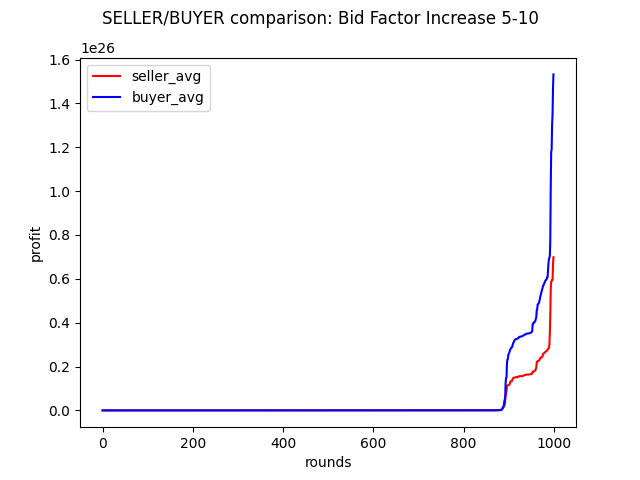 SELLER/BUYER comparison: Bid Factor Increase 5-10
1e26
seller_avg
buyer_avg
1.6
1.4
1.2
1.0
0.8
0.6
0.4
0.2
0.0
profit
0 200 400 600 800 1000
rounds